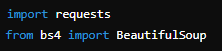 import requests
from bs4 import BeautifulSoup